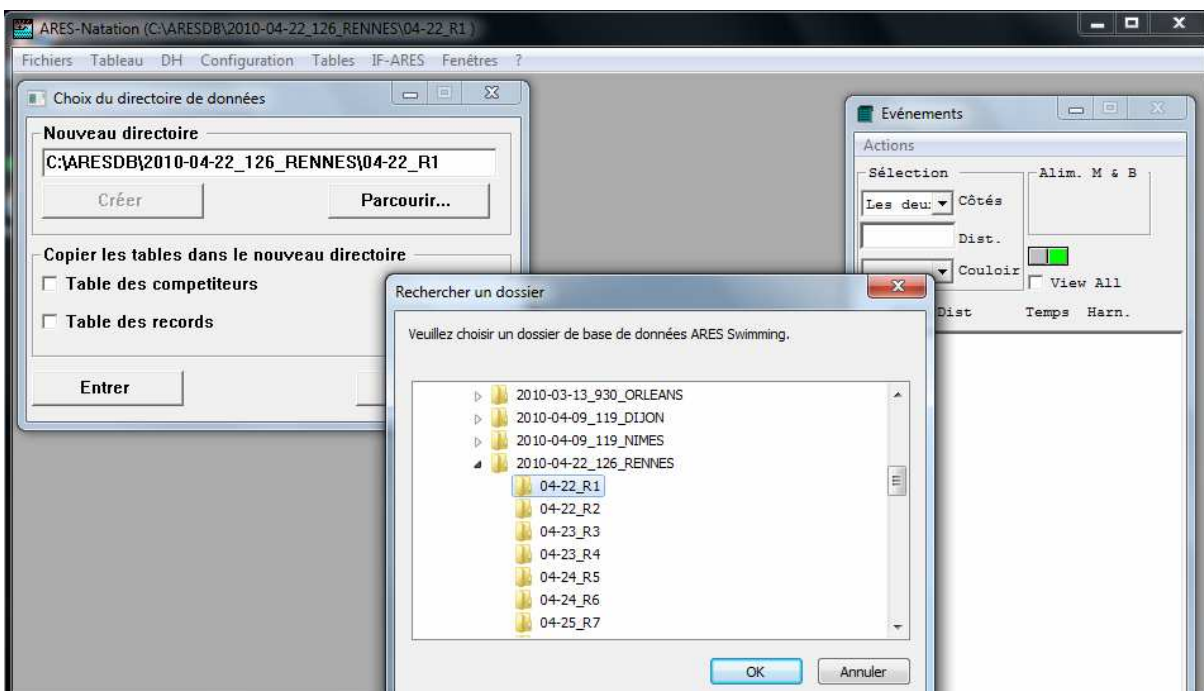 ARES-Natation (C:\ARESDB\2010-04-22_126_RENNES\04-22_R1 )
Fichiers Tableau DH Configuration Tables IF-ARES Fenêtres ?
Choix du directoire de données
Nouveau directoire
C:\ARESDB\2010-04-22_126_RENNES\04-22_R1
Créer Parcourir...
Copier les tables dans le nouveau directoire
Table des competiteurs
Table des records
Entrer
Evénements
Actions
Sélection Alim. M & B
Les deu Côtés
Dist.
Couloir
View All
Dist Temps Harn.
Rechercher un dossier
Veuillez choisir un dossier de base de données ARES Swimming.
2010-03-13_930_ORLEANS
2010-04-09_119_DIJON
2010-04-09_119_NIMES
2010-04-22_126_RENNES
04-22_R1
04-22_R2
04-23_R3
04-23_R4
04-24_R5
04-24_R6
04-25_R7
OK Annuler